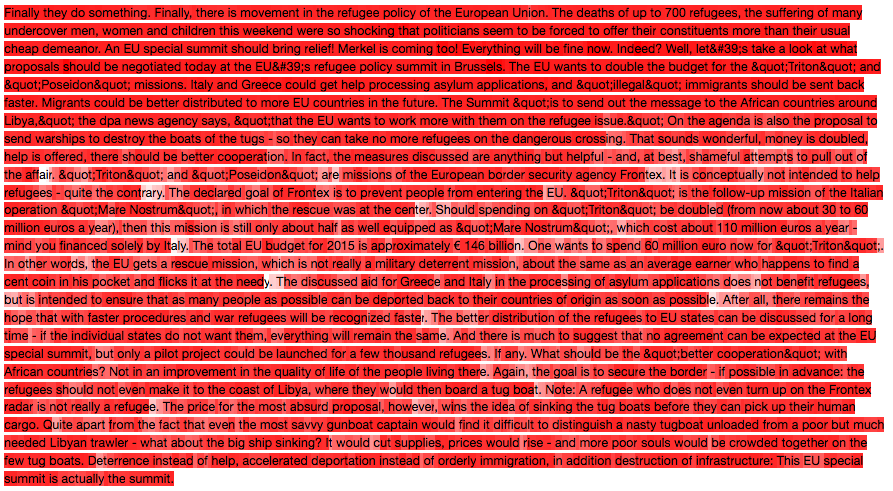 Finally they do something. Finally, there is movement in the refugee policy of the European Union. The deaths of up to 700 refugees, the suffering of many
undercover men, women and children this weekend were so shocking that politicians seem to be forced to offer their constituents more than their usual
cheap demeanor. An EU special summit should bring relief! Merkel is coming too! Everything will be fine now. Indeed? Well, let&#39;s take a look at what
proposals should be negotiated today at the EU&#39;s refugee policy summit in Brussels. The EU wants to double the budget for the &quot;Triton&quot; and
&quot;Poseidon&quot; missions. Italy and Greece could get help processing asylum applications, and &quot;illegal&quot; immigrants should be sent back
faster. Migrants could be better distributed to more EU countries in the future. The Summit &quot;is to send out the message to the African countries around
Libya,&quot; the dpa news agency says, &quot;that the EU wants to work more with them on the refugee issue.&quot; On the agenda is also the proposal to
send warships to destroy the boats of the tugs - so they can take no more refugees on the dangerous crossing. That sounds wonderful, money is doubled,
help is offered, there should be better cooperation. In fact, the measures discussed are anything but helpful - and, at best, shameful attempts to pull out of
the affair. &quot;Triton&quot; and &quot;Poseidon&quot; are missions of the European border security agency Frontex. It is conceptually not intended to help
refugees - quite the contrary. The declared goal of Frontex is to prevent people from entering the EU. &quot;Triton&quot; is the follow-up mission of the Italian
operation &quot;Mare Nostrum&quot;, in which the rescue was at the center. Should spending on &quot;Triton&quot; be doubled (from now about 30 to 60
million euros a year), then this mission is still only about half as well equipped as &quot;Mare Nostrum&quot;, which cost about 110 million euros a year -
mind you financed solely by Italy. The total EU budget for 2015 is approximately € 146 billion. One wants to spend 60 million euro now for &quot;Triton&quot;.
In other words, the EU gets a rescue mission, which is not really a military deterrent mission, about the same as an average earner who happens to find a
cent coin in his pocket and flicks it at the needy. The discussed aid for Greece and Italy in the processing of asylum applications does not benefit refugees,
but is intended to ensure that as many people as possible can be deported back to their countries of origin as soon as possible. After all, there remains the
hope that with faster procedures and war refugees will be recognized faster. The better distribution of the refugees to EU states can be discussed for a long
time - if the individual states do not want them, everything will remain the same. And there is much to suggest that no agreement can be expected at the EU
special summit, but only a pilot project could be launched for a few thousand refugees. If any. What should be the &quot;better cooperation&quot; with
African countries? Not in an improvement in the quality of life of the people living there. Again, the goal is to secure the border - if possible in advance: the
refugees should not even make it to the coast of Libya, where they would then board a tug boat. Note: A refugee who does not even turn up on the Frontex
radar is not really a refugee. The price for the most absurd proposal, however, wins the idea of sinking the tug boats before they can pick up their human
cargo. Quite apart from the fact that even the most savvy gunboat captain would find it difficult to distinguish a nasty tugboat unloaded from a poor but much
needed Libyan trawler - what about the big ship sinking? It would cut supplies, prices would rise - and more poor souls would be crowded together on the
few tug boats. Deterrence instead of help, accelerated deportation instead of orderly immigration, in addition destruction of infrastructure: This EU special
summit is actually the summit.